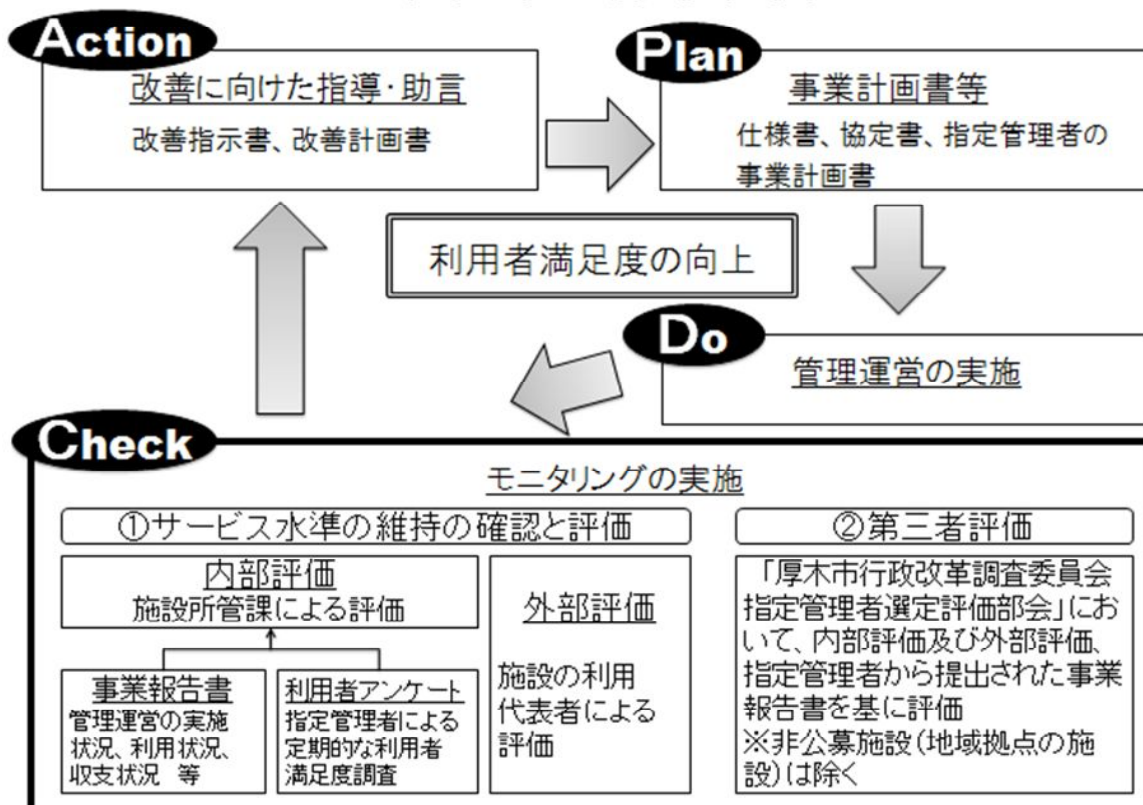 Action
改善に向けた指導・助言
改善指示書、改善計画書
Plan
事業計画書等
仕様書、協定書、指定管理者の
事業計画書
利用者満足度の向上
Do
管理運営の実施
Check
モニタリングの実施
①サービス水準の維持の確認と評価
内部評価
施設所管課による評価
事業報告書
管理運営の実施
状況、利用状況、
収支状況 等
利用者アンケート
指定管理者による
定期的な利用者
満足度調査
外部評価
施設の利用
代表者による
評価
②第三者評価
「厚木市行政改革調査委員会
指定管理者選定評価部会」にお
いて、内部評価及び外部評価、
指定管理者から提出された事業
報告書を基に評価
※非公募施設(地域拠点の施
設)は除く